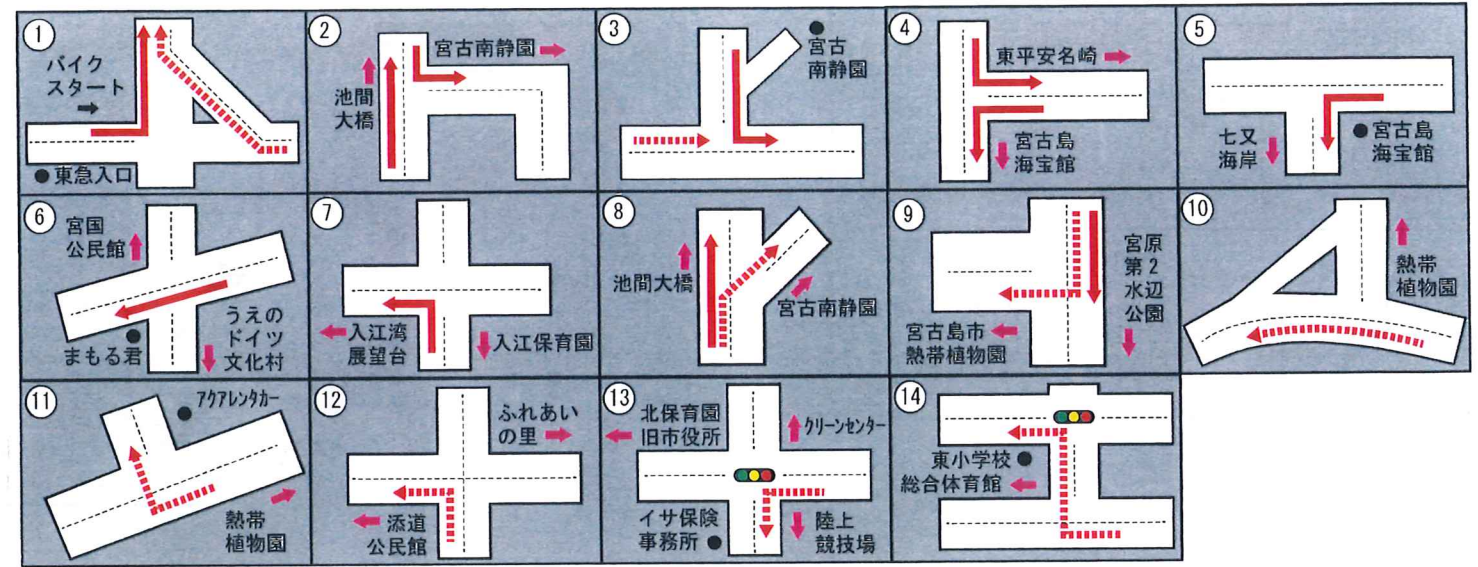 ①
バイク
スタート
東急入口
②
宮古南静園
池間
大橋
③
宮古
南静園
④
東平安名崎
宮古島
海宝館
⑤
七又
海岸
宮古島
海宝館
⑥
宮国
公民館
まもる君
うえの
ドイツ
文化村
⑦
入江湾
展望台
入江保育園
⑧
池間大橋
宮古南静園
⑨
宮原
第2
水辺
公園
宮古島市
熱帯植物園
⑩
熱帯
植物園
⑪
アクアレンタカー
熱帯
植物園
⑫
ふれあい
の里
添道
公民館
⑬
北保育園
旧市役所
クリーンセンター
イサ保険
事務所
陸上
競技場
⑭
東小学校
総合体育館